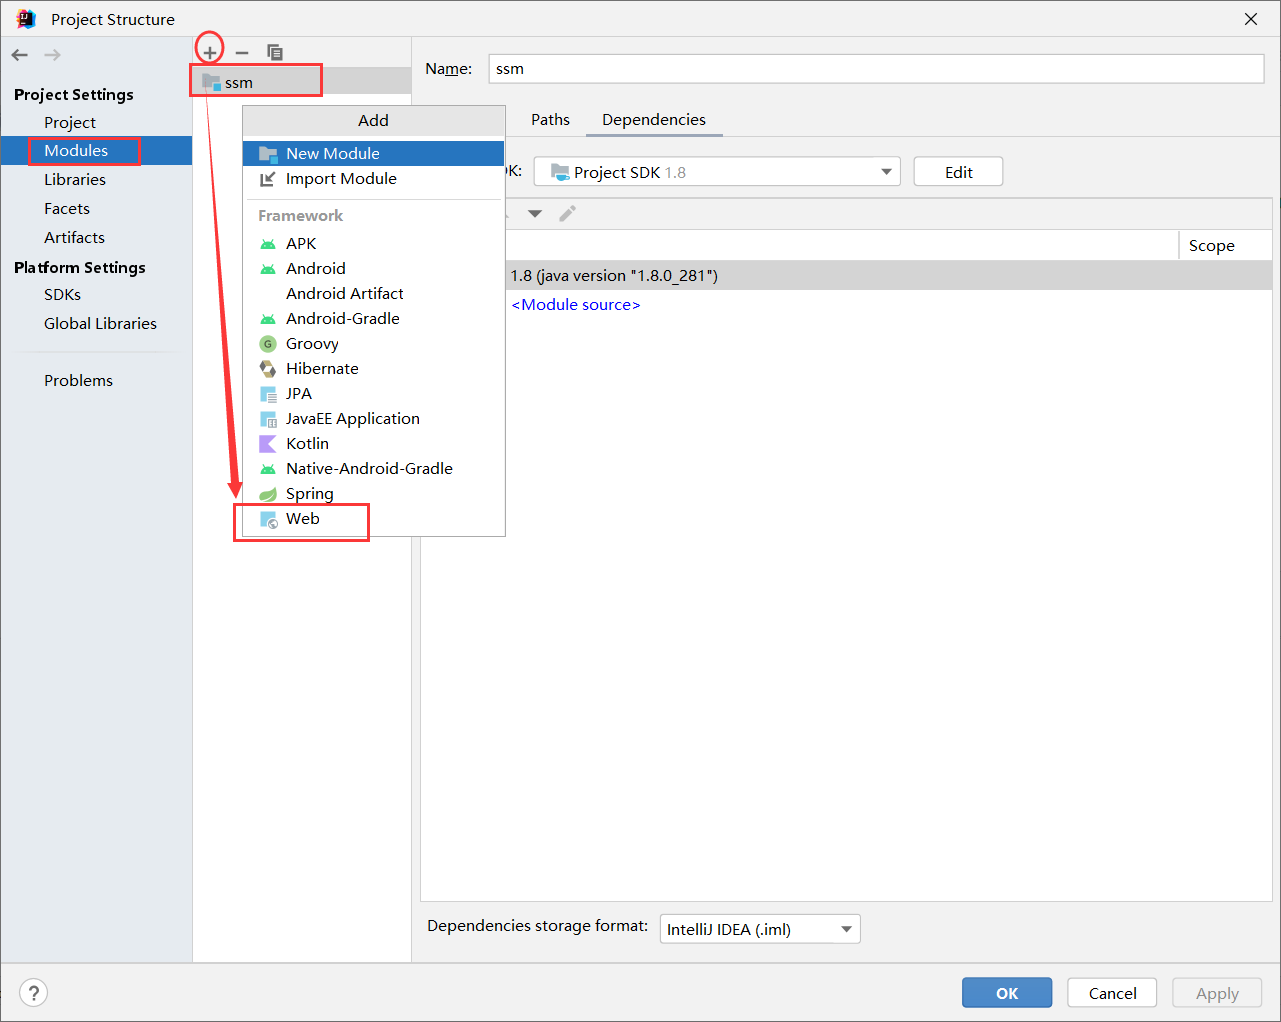 Project Structure
Project Settings
Project
Modules
Libraries
Facets
Artifacts
Platform Settings
SDKs
Global Libraries
Problems
ssm
Add
New Module
Import Module
Framework
APK
Android
Android Artifact
Android-Gradle
Groovy
Hibernate
JPA
JavaEE Application
Kotlin
Native-Android-Gradle
Spring
Web
Name: ssm
Paths Dependencies
Project SDK 1.8 Edit
Scope
1.8 (java version "1.8.0_281")
<Module source>
Dependencies storage format: IntelliJ IDEA (.iml)
? OK Cancel Apply